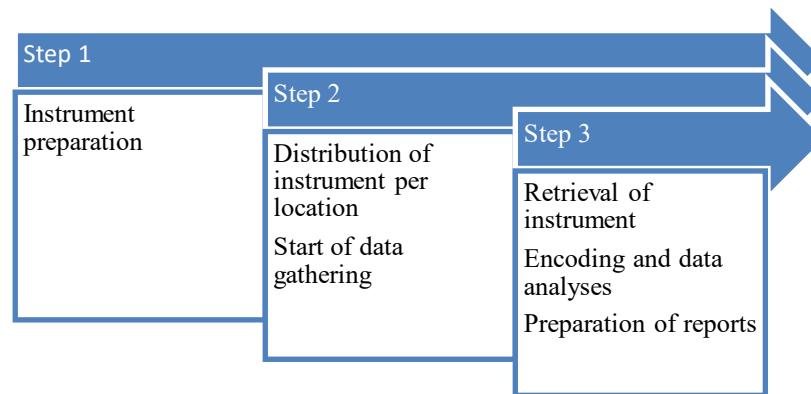 Step 1
Instrument
preparation
Step 2
Distribution of
instrument per
location
Start of data
gathering
Step 3
Retrieval of
instrument
Encoding and data
analyses
Preparation of reports